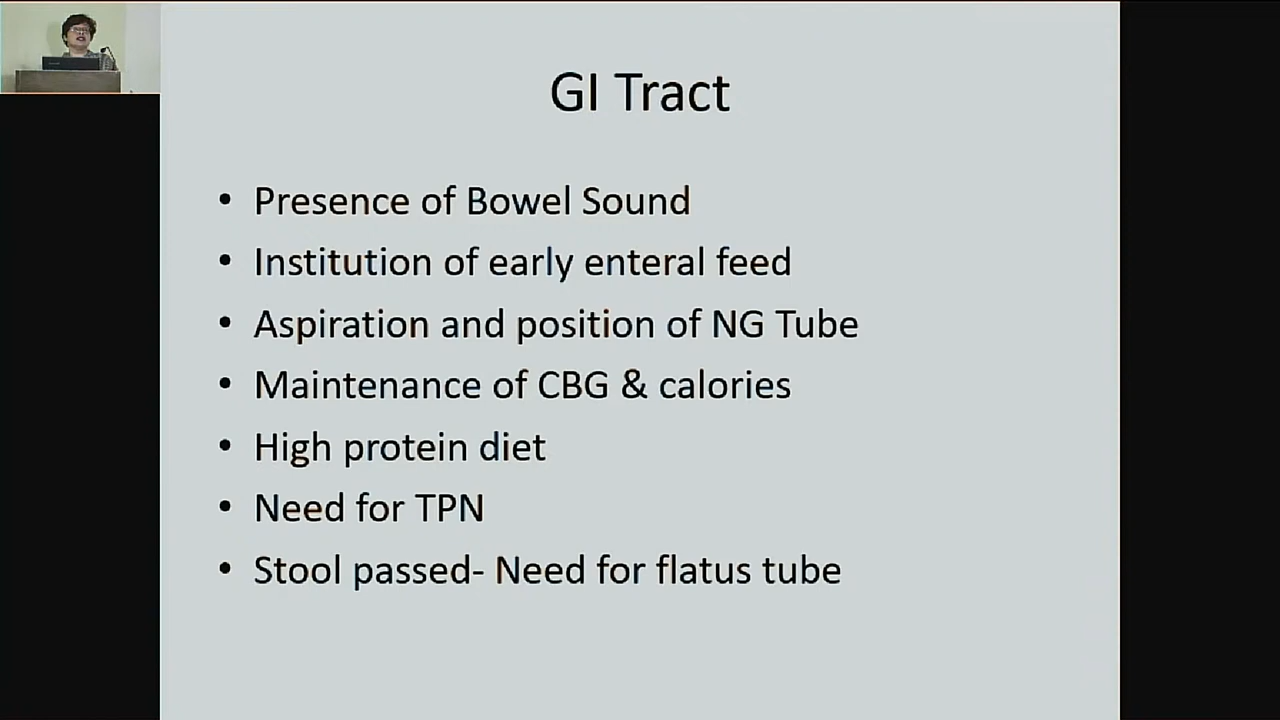 GI Tract
• Presence of Bowel Sound
• Institution of early enteral feed
• Aspiration and position of NG Tube
• Maintenance of CBG & calories
• High protein diet
• Need for TPN
• Stool passed- Need for flatus tube